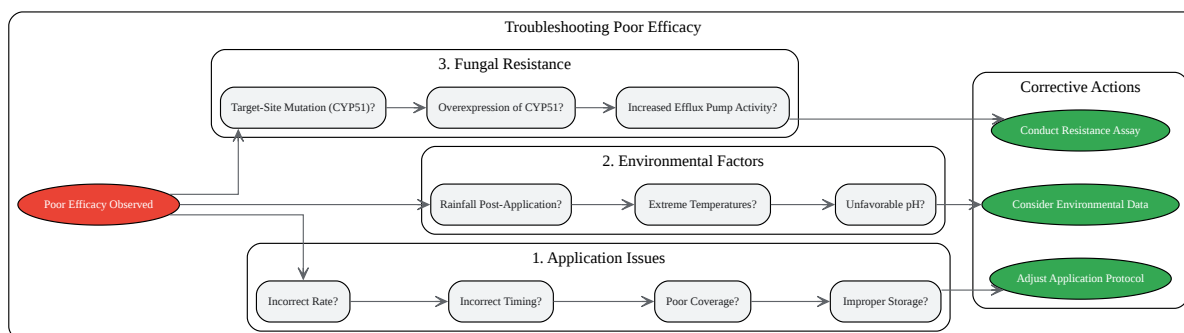 Troubleshooting Poor Efficacy
3. Fungal Resistance
Target-Site Mutation (CYP51)?
Overexpression of CYP51?
Increased Efflux Pump Activity?
Corrective Actions
Conduct Resistance Assay
2. Environmental Factors
Poor Efficacy Observed
Rainfall Post-Application?
Extreme Temperatures?
Unfavorable pH?
Consider Environmental Data
1. Application Issues
Incorrect Rate?
Incorrect Timing?
Poor Coverage?
Improper Storage?
Adjust Application Protocol